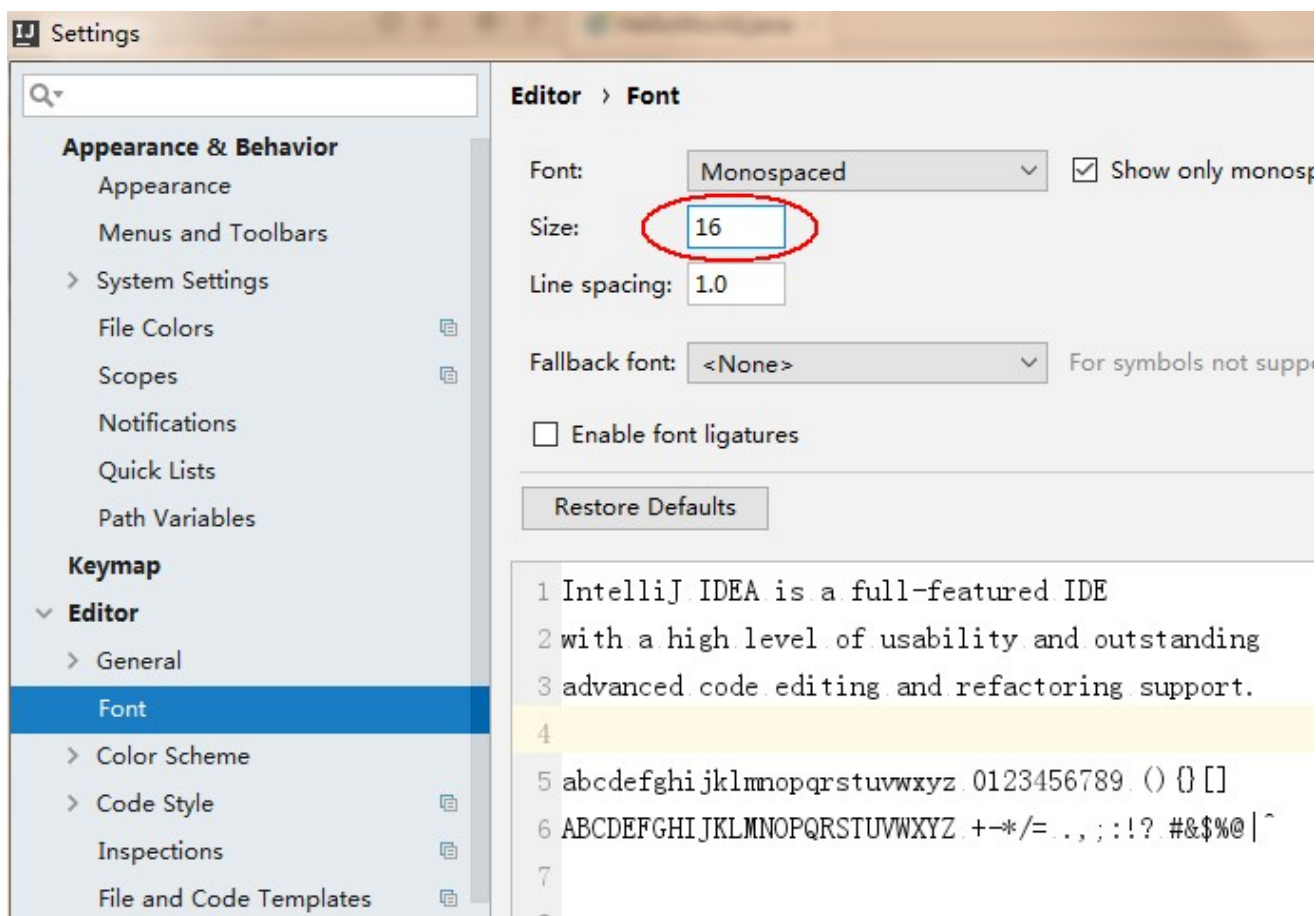 IJ Settings
Appearance & Behavior
Appearance
Menus and Toolbars
System Settings
File Colors
Scopes
Notifications
Quick Lists
Path Variables
Keymap
Editor
General
Font
Color Scheme
Code Style
Inspections
File and Code Templates
Editor › Font
Font: Monospaced Show only monosp
Size: 16
Line spacing: 1.0
Fallback font: <None> For symbols not supp
Enable font ligatures
Restore Defaults
1 IntelliJ IDEA is a full-featured IDE
2 with a high level of usability and outstanding
3 advanced code editing and refactoring support.
4
5 abcdefghijklmnopqrstuvwxyz 0123456789 () {} []
6 ABCDEFGHIJKLMNOPQRSTUVWXYZ +-*/= .,;:!? #&$%@|^
7